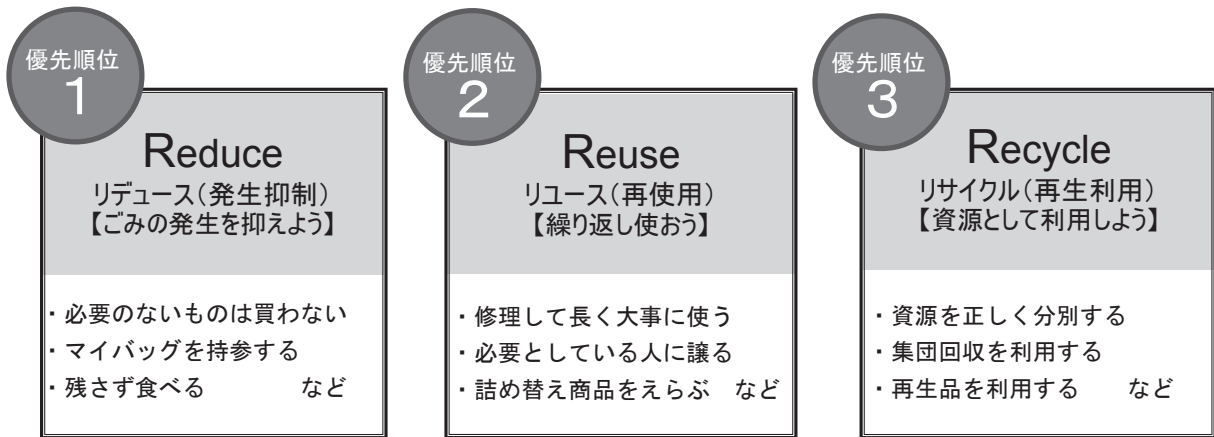 優先順位
1
Reduce
リデュース(発生抑制)
【ごみの発生を抑えよう】
・必要のないものは買わない
・マイバッグを持参する
・残さず食べる　など
優先順位
2
Reuse
リユース(再使用)
【繰り返し使おう】
・修理して長く大事に使う
・必要としている人に譲る
・詰め替え商品をえらぶ　など
優先順位
3
Recycle
リサイクル(再生利用)
【資源として利用しよう】
・資源を正しく分別する
・集団回収を利用する
・再生品を利用する　など